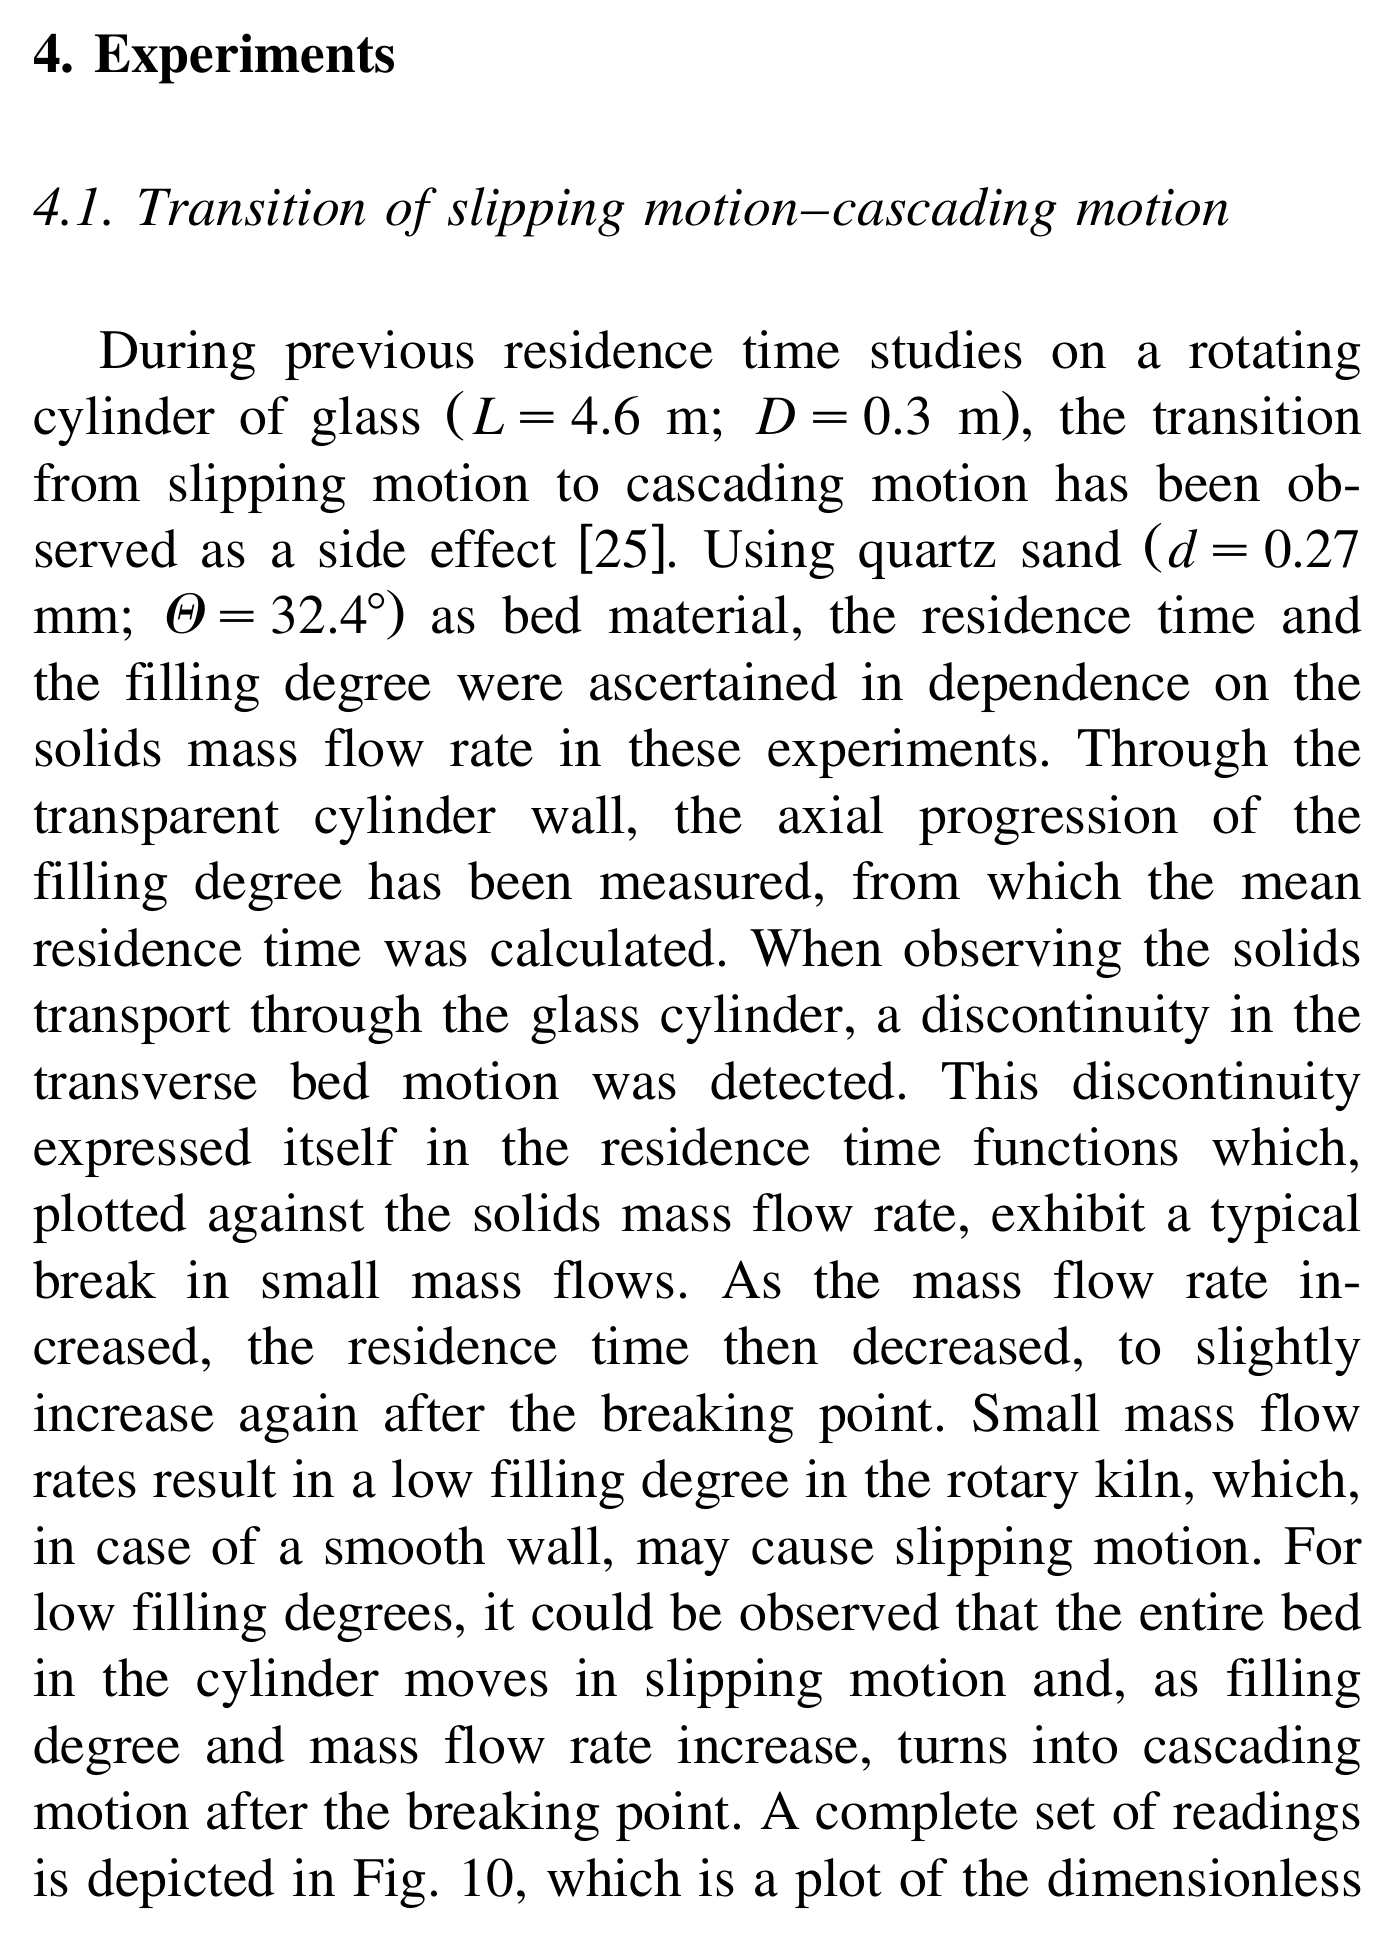 4. Experiments
4.1. Transition of slipping motion–cascading motion
During previous residence time studies on a rotating
cylinder of glass (L = 4.6 m; D = 0.3 m), the transition
from slipping motion to cascading motion has been ob-
served as a side effect [25]. Using quartz sand (d = 0.27
mm; Θ = 32.4°) as bed material, the residence time and
the filling degree were ascertained in dependence on the
solids mass flow rate in these experiments. Through the
transparent cylinder wall, the axial progression of the
filling degree has been measured, from which the mean
residence time was calculated. When observing the solids
transport through the glass cylinder, a discontinuity in the
transverse bed motion was detected. This discontinuity
expressed itself in the residence time functions which,
plotted against the solids mass flow rate, exhibit a typical
break in small mass flows. As the mass flow rate in-
creased, the residence time then decreased, to slightly
increase again after the breaking point. Small mass flow
rates result in a low filling degree in the rotary kiln, which,
in case of a smooth wall, may cause slipping motion. For
low filling degrees, it could be observed that the entire bed
in the cylinder moves in slipping motion and, as filling
degree and mass flow rate increase, turns into cascading
motion after the breaking point. A complete set of readings
is depicted in Fig. 10, which is a plot of the dimensionless